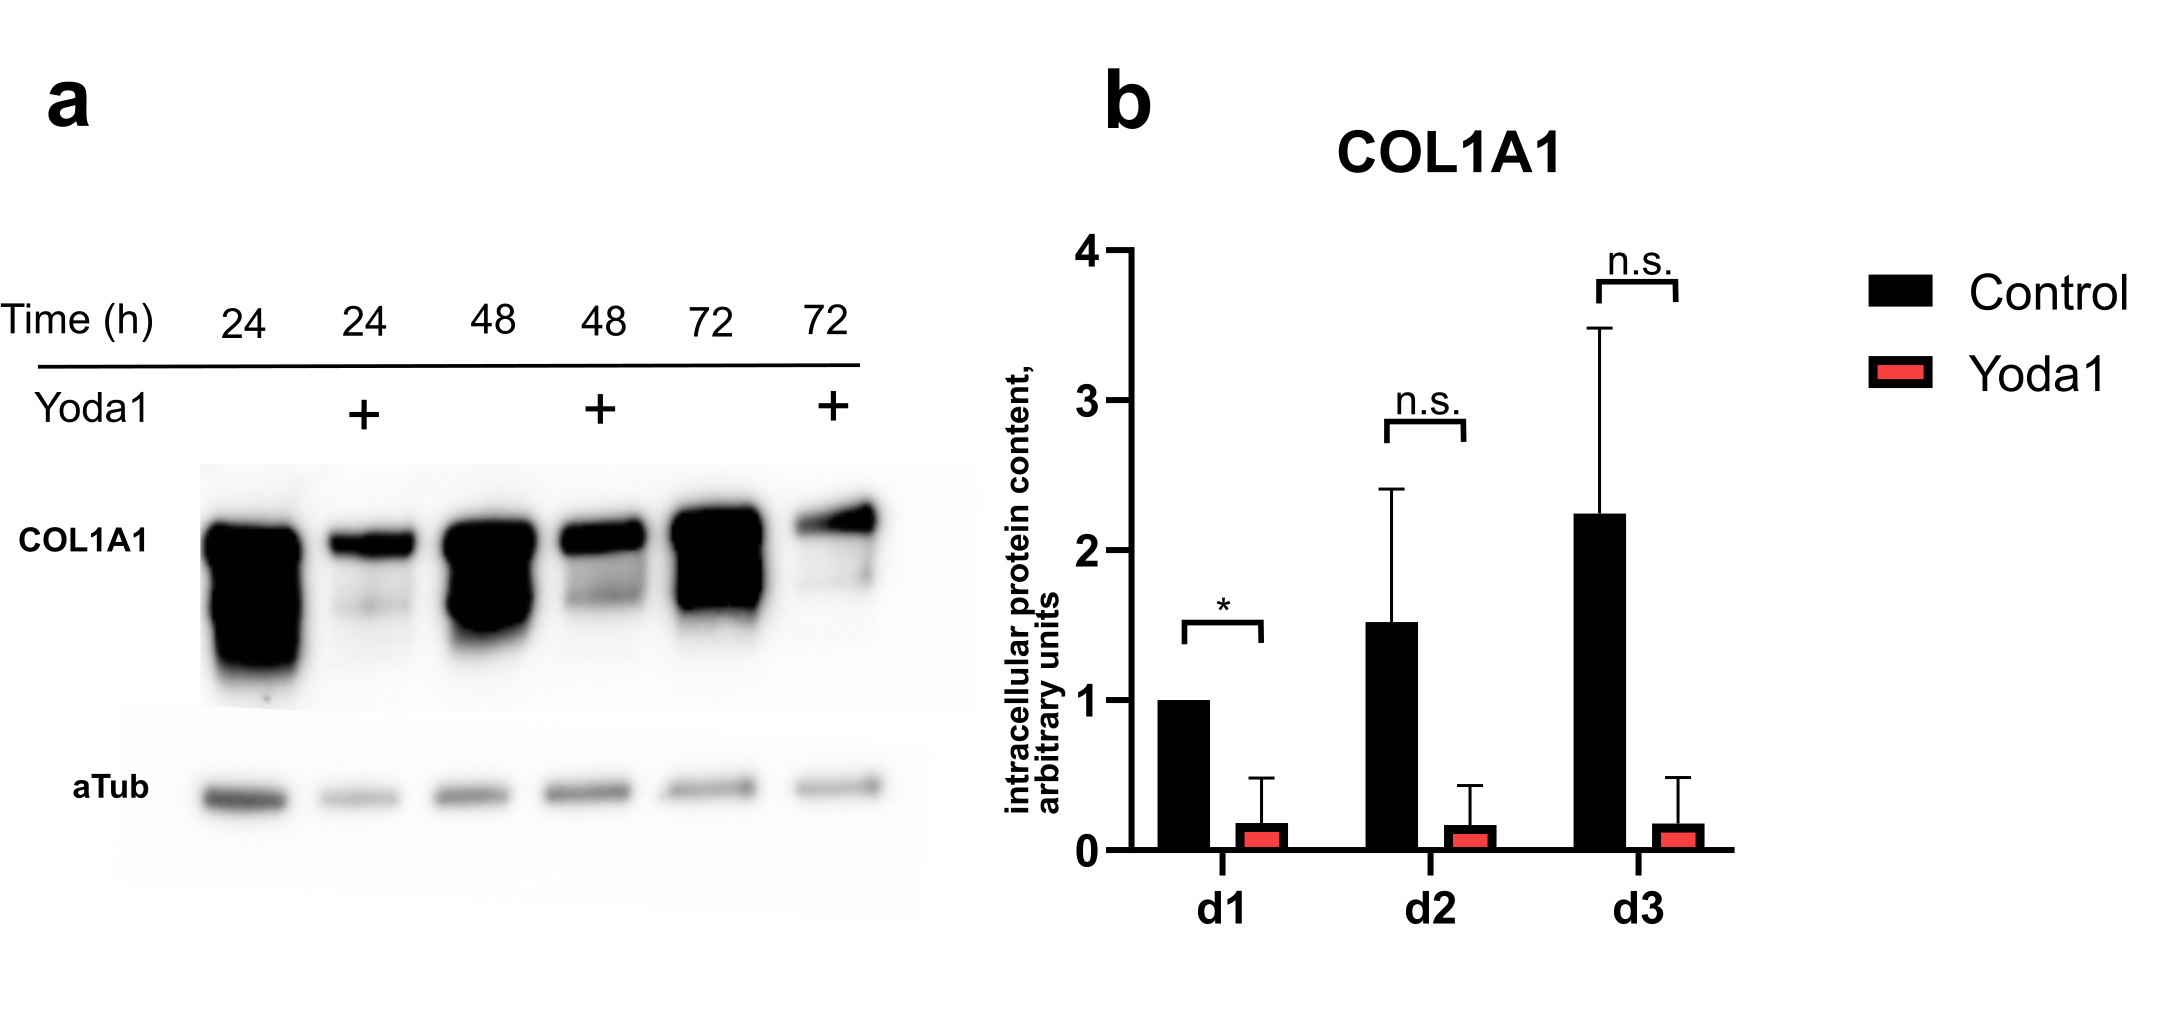 a
Time (h) 24 24 48 48 72 72
Yoda1 + + +
COL1A1
aTub
b
COL1A1
intracellular protein content,
arbitrary units
4
3
2
1
0
*
n.s.
n.s.
d1 d2 d3
Control
Yoda1